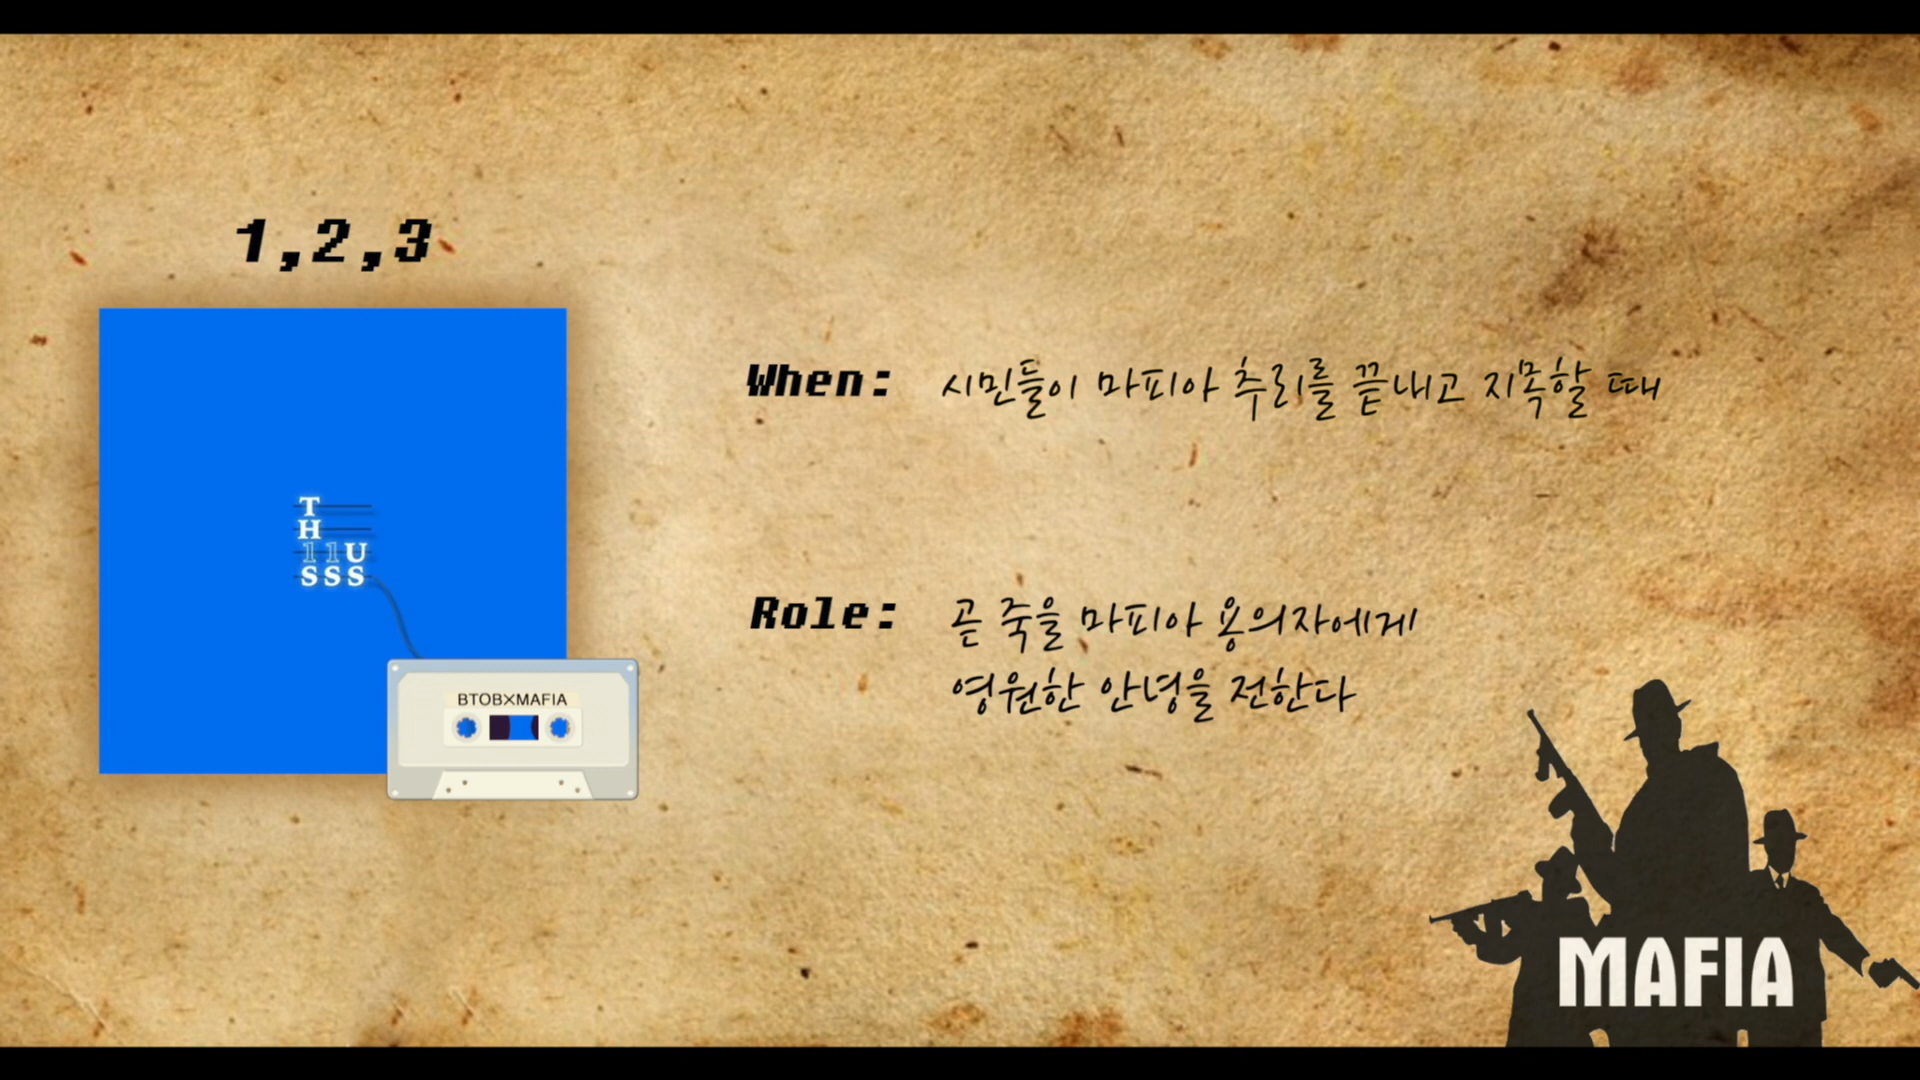 1,2,3
T
H
11U
SSS
BTOB×MAFIA
When: 시민들이 마피아 추리를 끝내고 지목할 때
Role: 곧 죽을 마피아 용의자에게
영원한 안녕을 전한다
MAFIA